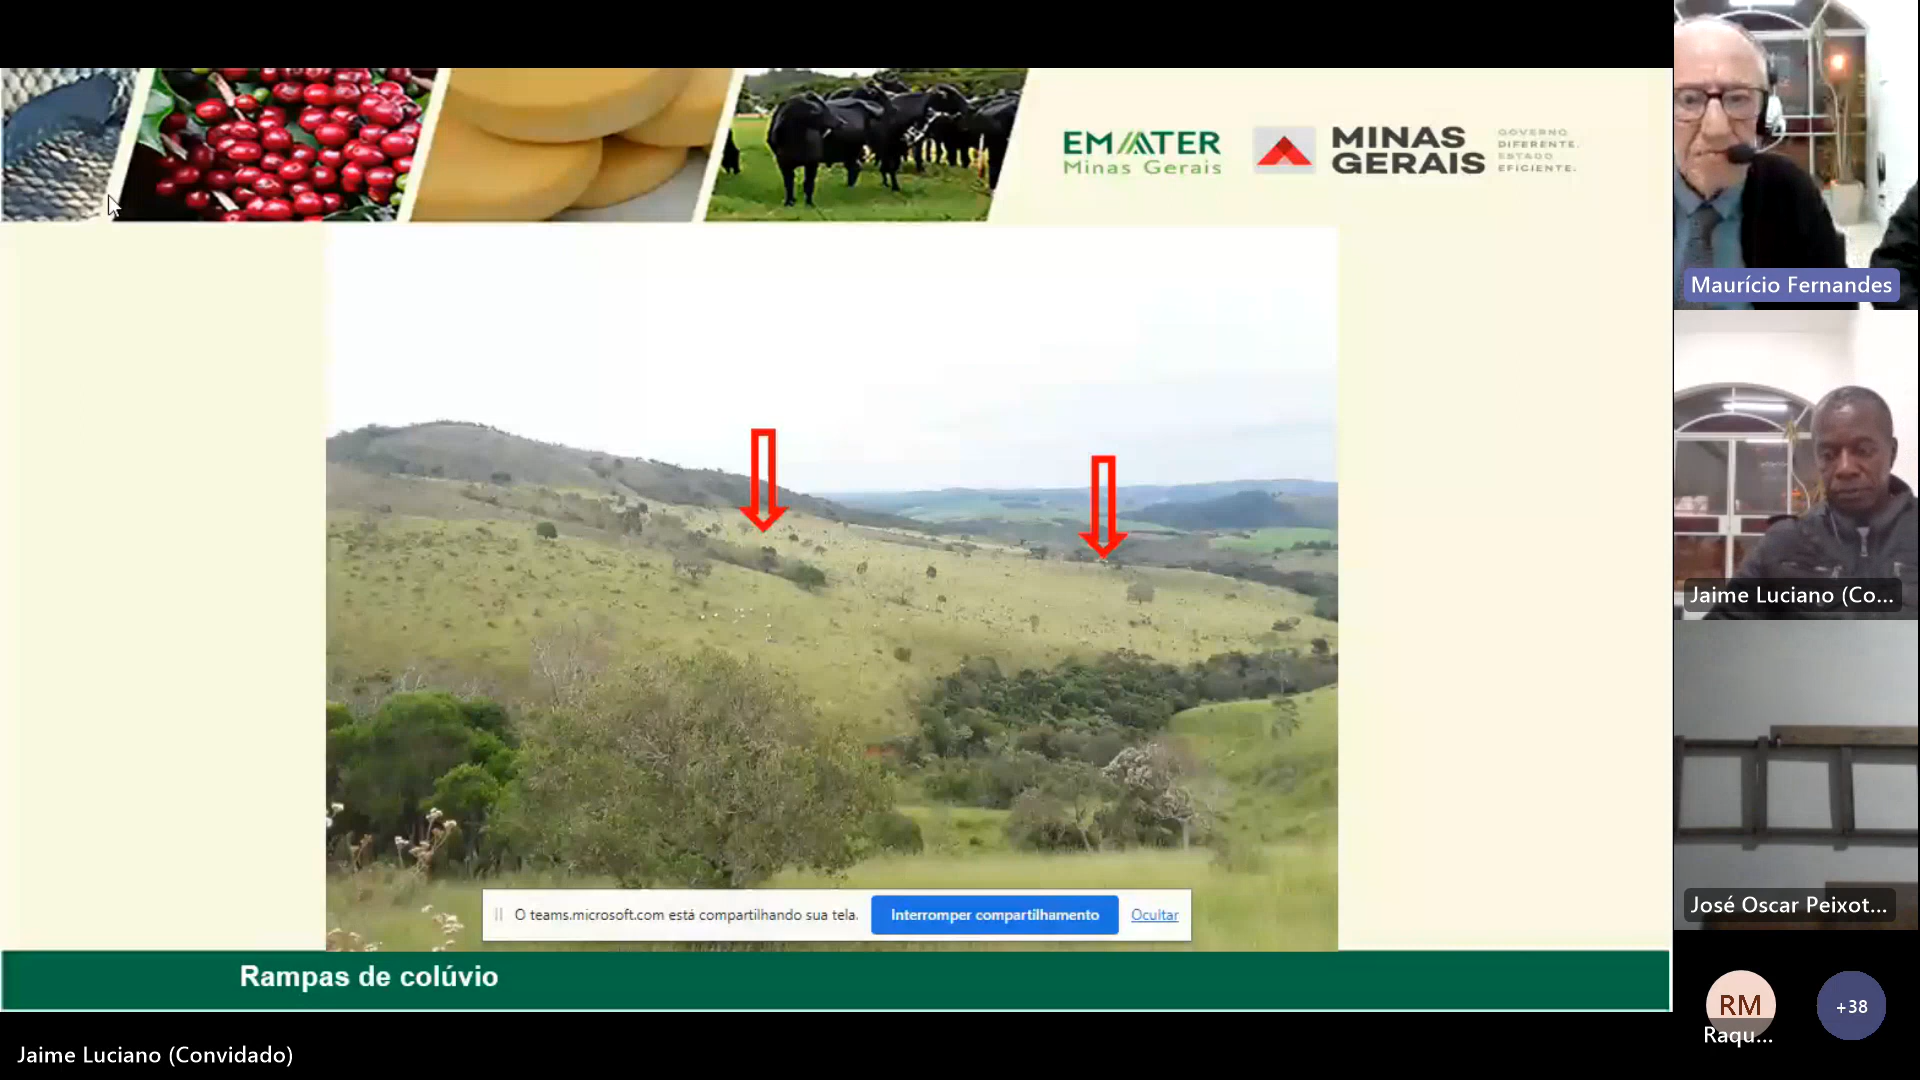 EMATER
Minas Gerais
MINAS
GERAIS
GOVERNO
DIFERENTE.
ESTADO
EFICIENTE.
Maurício Fernandes
Jaime Luciano (Co...
José Oscar Peixot...
O teams.microsoft.com está compartilhando sua tela.
Interromper compartilhamento
Ocultar
Rampas de colúvio
RM
Raqu...
+38
Jaime Luciano (Convidado)